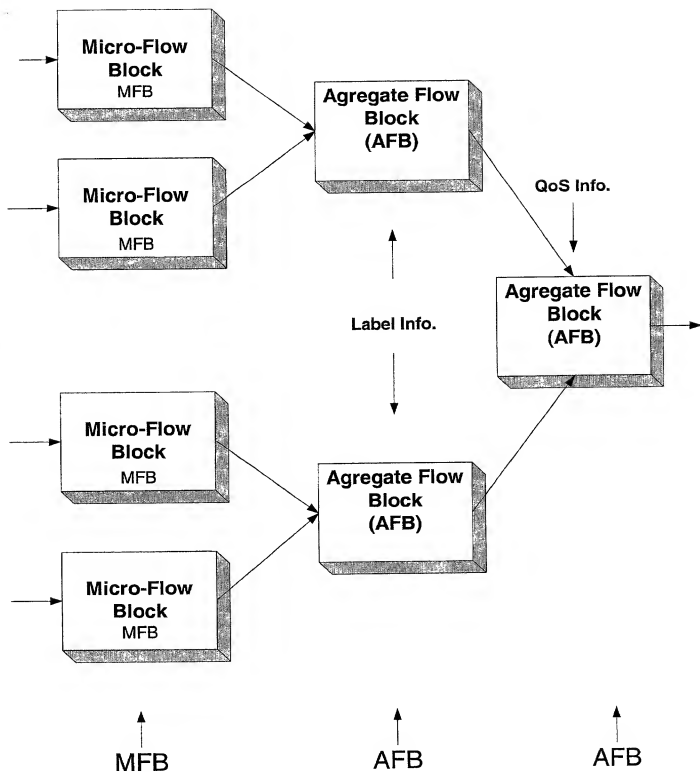 Micro-Flow
Block
MFB
Agregate Flow
Block
(AFB)
Micro-Flow
Block
MFB
QoS Info.
Agregate Flow
Block
(AFB)
Label Info.
Micro-Flow
Block
MFB
Agregate Flow
Block
(AFB)
Micro-Flow
Block
MFB
MFB
AFB
AFB